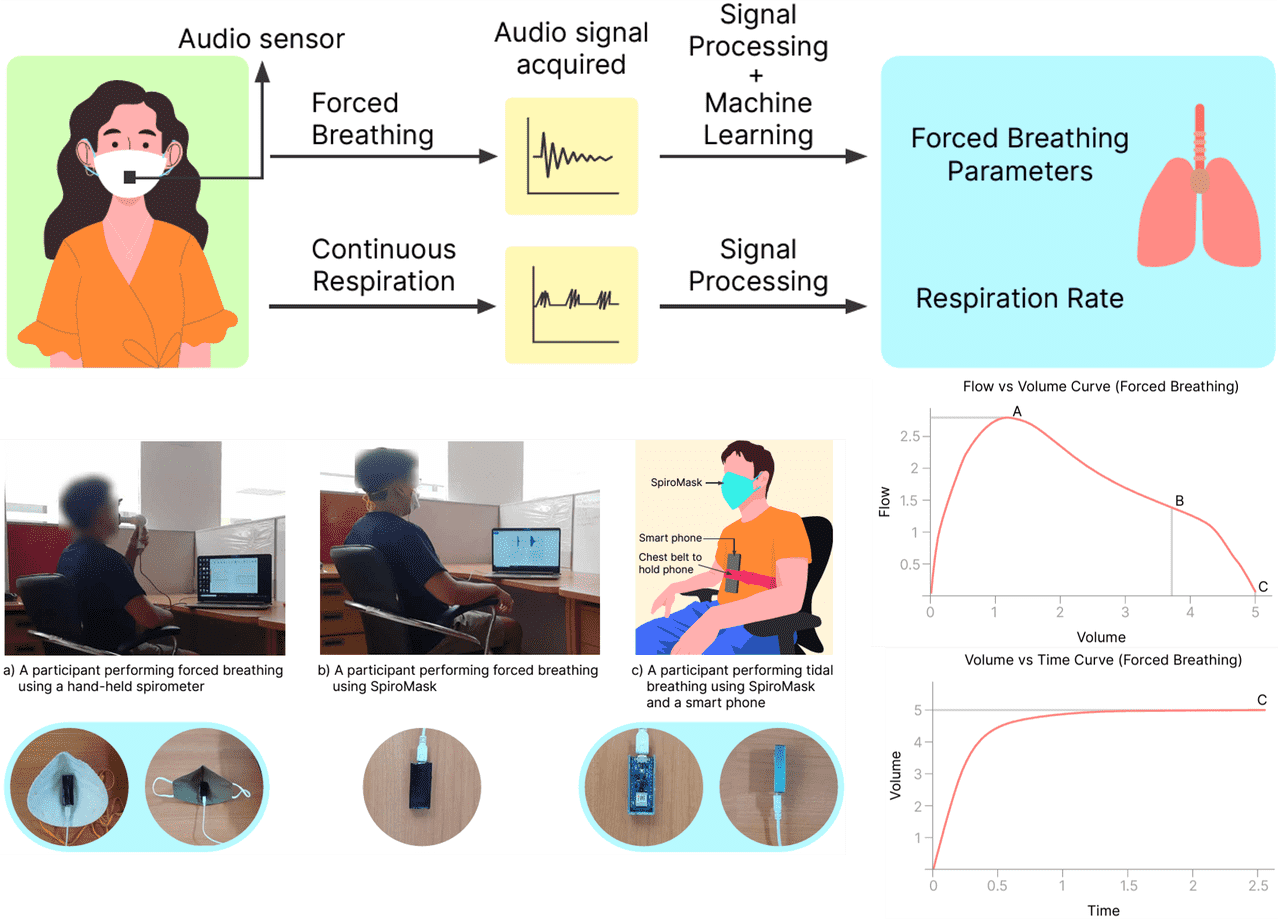 Audio sensor
Forced
Breathing
Audio signal
acquired
Signal
Processing
+
Machine
Learning
Forced Breathing
Parameters
Continuous
Respiration
Signal
Processing
Respiration Rate
SpiroMask
Smart phone
Chest belt to
hold phone
a) A participant performing forced breathing
using a hand-held spirometer
b) A participant performing forced breathing
using SpiroMask
c) A participant performing tidal
breathing using SpiroMask
and a smart phone
Flow vs Volume Curve (Forced Breathing)
A
B
C
Flow
2.5
2
1.5
1
0.5
0 1 2 3 4 5
Volume
Volume vs Time Curve (Forced Breathing)
C
Volume
5
4
3
2
1
0 0.5 1 1.5 2 2.5
Time